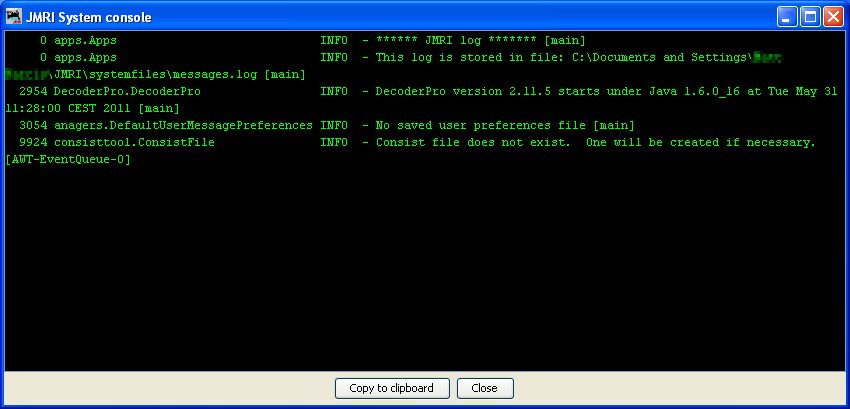 JMRI System console
0 apps.Apps INFO - ****** JMRI log ******* [main]
0 apps.Apps INFO - This log is stored in file: C:\Documents and Settings\
\JMRI\systemfiles\messages.log [main]
2954 DecoderPro.DecoderPro INFO - DecoderPro version 2.11.5 starts under Java 1.6.0_16 at Tue May 31
11:28:00 CEST 2011 [main]
3054 anagers.DefaultUserMessagePreferences INFO - No saved user preferences file [main]
9924 consisttool.ConsistFile INFO - Consist file does not exist. One will be created if necessary.
[AWT-EventQueue-0]
Copy to clipboard Close